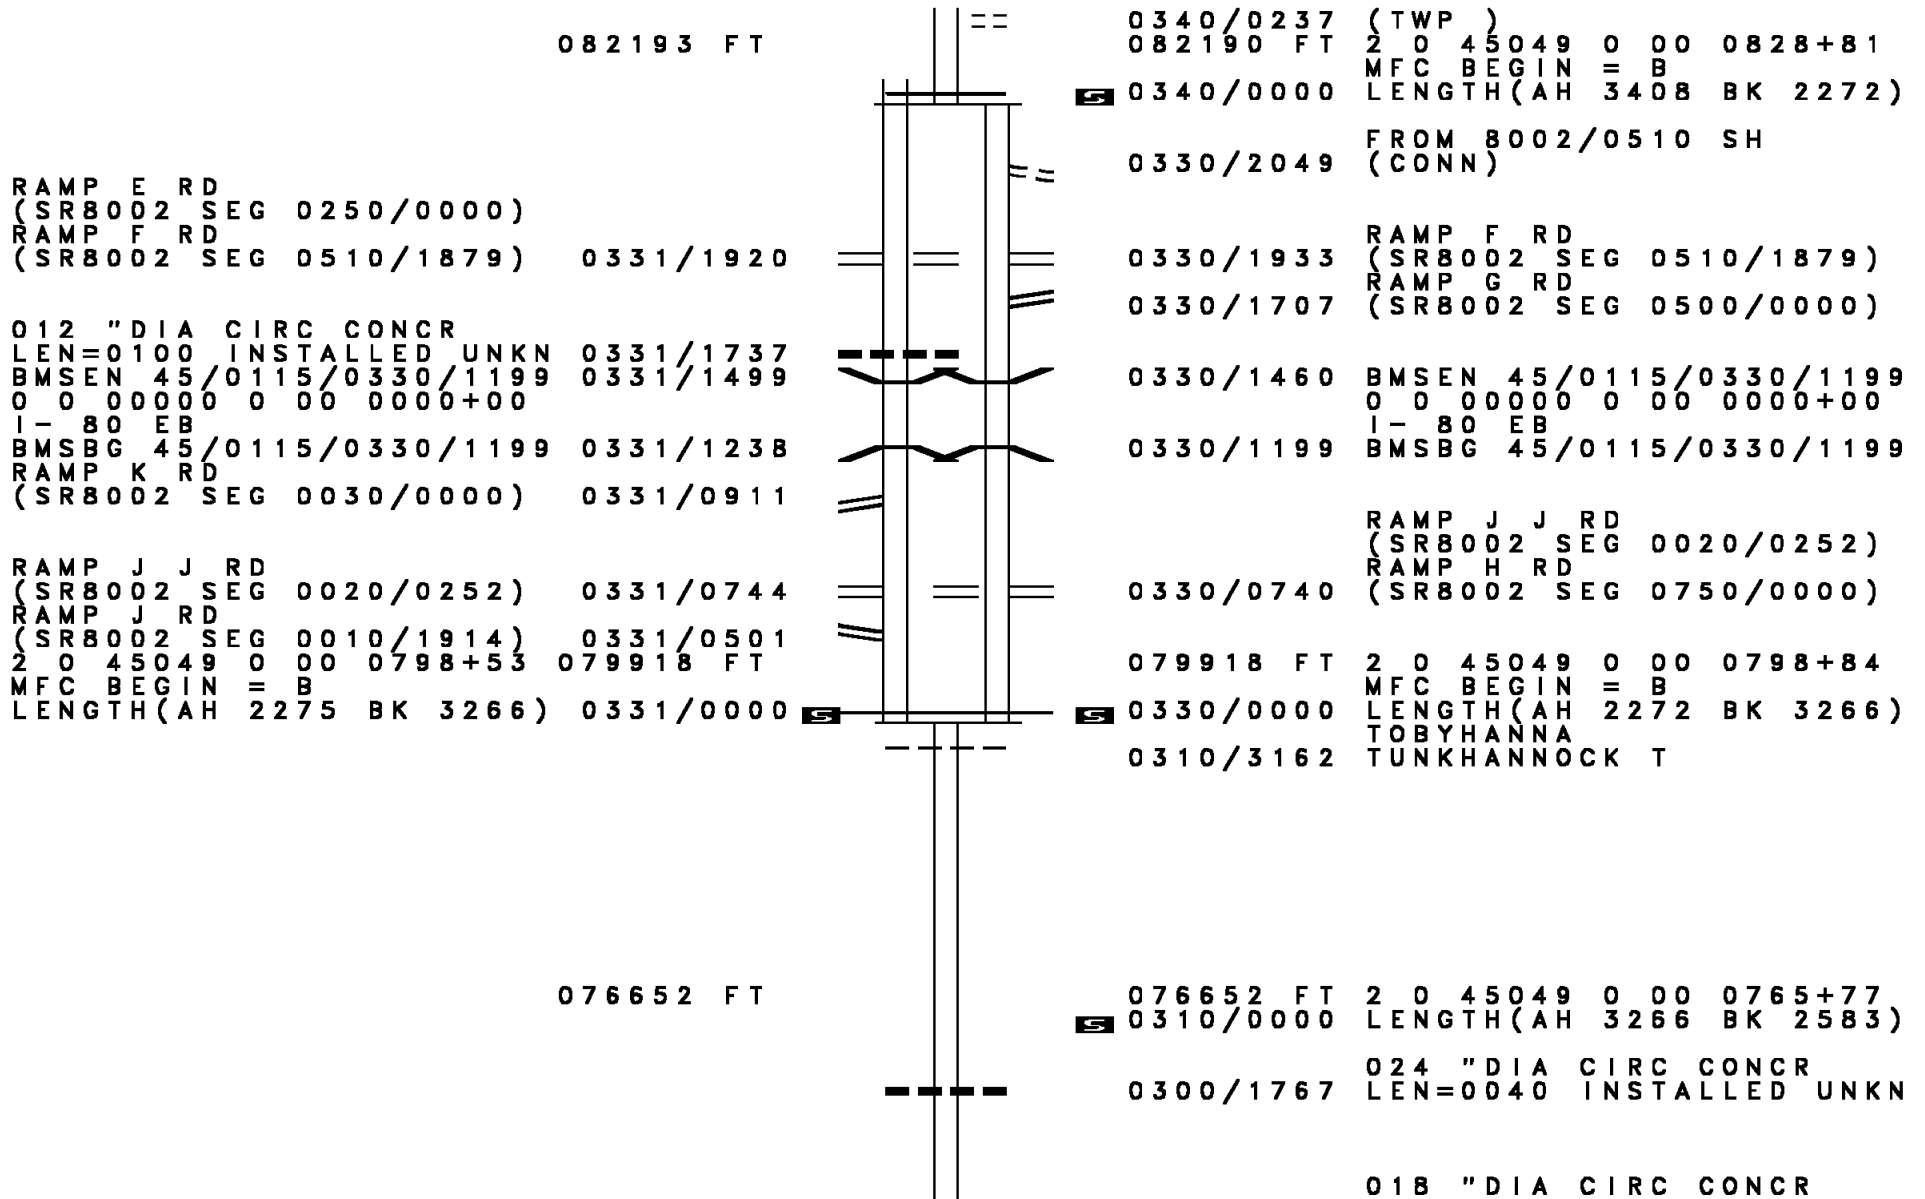 0340/0237 (TWP )
082193 FT 082190 FT 2 0 45049 0 00 0828+81
MFC BEGIN = B
S 0340/0000 LENGTH(AH 3408 BK 2272)
FROM 8002/0510 SH
0330/2049 (CONN)
RAMP E RD
(SR8002 SEG 0250/0000)
RAMP F RD RAMP F RD
(SR8002 SEG 0510/1879) 0331/1920 0330/1933 (SR8002 SEG 0510/1879)
RAMP G RD
0330/1707 (SR8002 SEG 0500/0000)
012 "DIA CIRC CONCR
LEN=0100 INSTALLED UNKN 0331/1737
BMSEN 45/0115/0330/1199 0331/1499 0330/1460 BMSEN 45/0115/0330/1199
0 0 00000 0 00 0000+00 0 0 00000 0 00 0000+00
I- 80 EB I- 80 EB
BMSBG 45/0115/0330/1199 0331/1238 0330/1199 BMSBG 45/0115/0330/1199
RAMP K RD
(SR8002 SEG 0030/0000) 0331/0911
RAMP J J RD
(SR8002 SEG 0020/0252)
RAMP J J RD RAMP H RD
(SR8002 SEG 0020/0252) 0331/0744 0330/0740 (SR8002 SEG 0750/0000)
RAMP J RD
(SR8002 SEG 0010/1914) 0331/0501
2 0 45049 0 00 0798+53 079918 FT 079918 FT 2 0 45049 0 00 0798+84
MFC BEGIN = B MFC BEGIN = B
LENGTH(AH 2275 BK 3266) 0331/0000 S S 0330/0000 LENGTH(AH 2272 BK 3266)
TOBYHANNA
0310/3162 TUNKHANNOCK T
076652 FT 076652 FT 2 0 45049 0 00 0765+77
S 0310/0000 LENGTH(AH 3266 BK 2583)
024 "DIA CIRC CONCR
0300/1767 LEN=0040 INSTALLED UNKN
018 "DIA CIRC CONCR